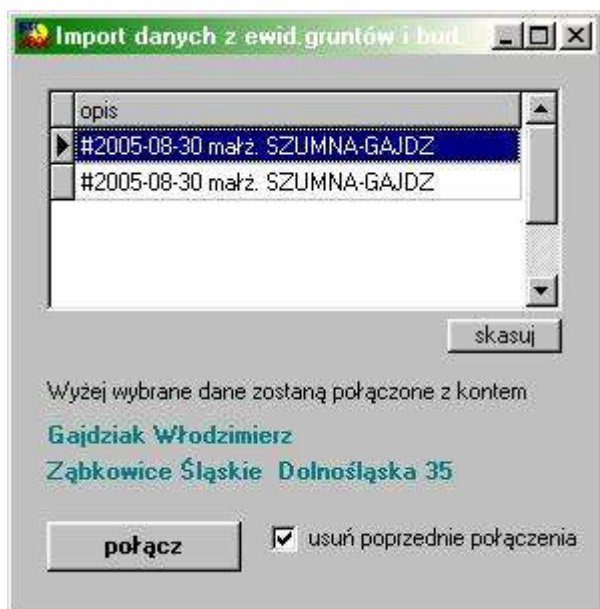 Import danych z ewid.gruntów i bud
opis
#2005-08-30 małż. SZUMNA-GAJDZ
#2005-08-30 małż. SZUMNA-GAJDZ
skasuj
Wyżej wybrane dane zostaną połączone z kontem
Gajdziak Włodzimierz
Ząbkowice Śląskie Dolnośląska 35
połącz
usuń poprzednie połączenia